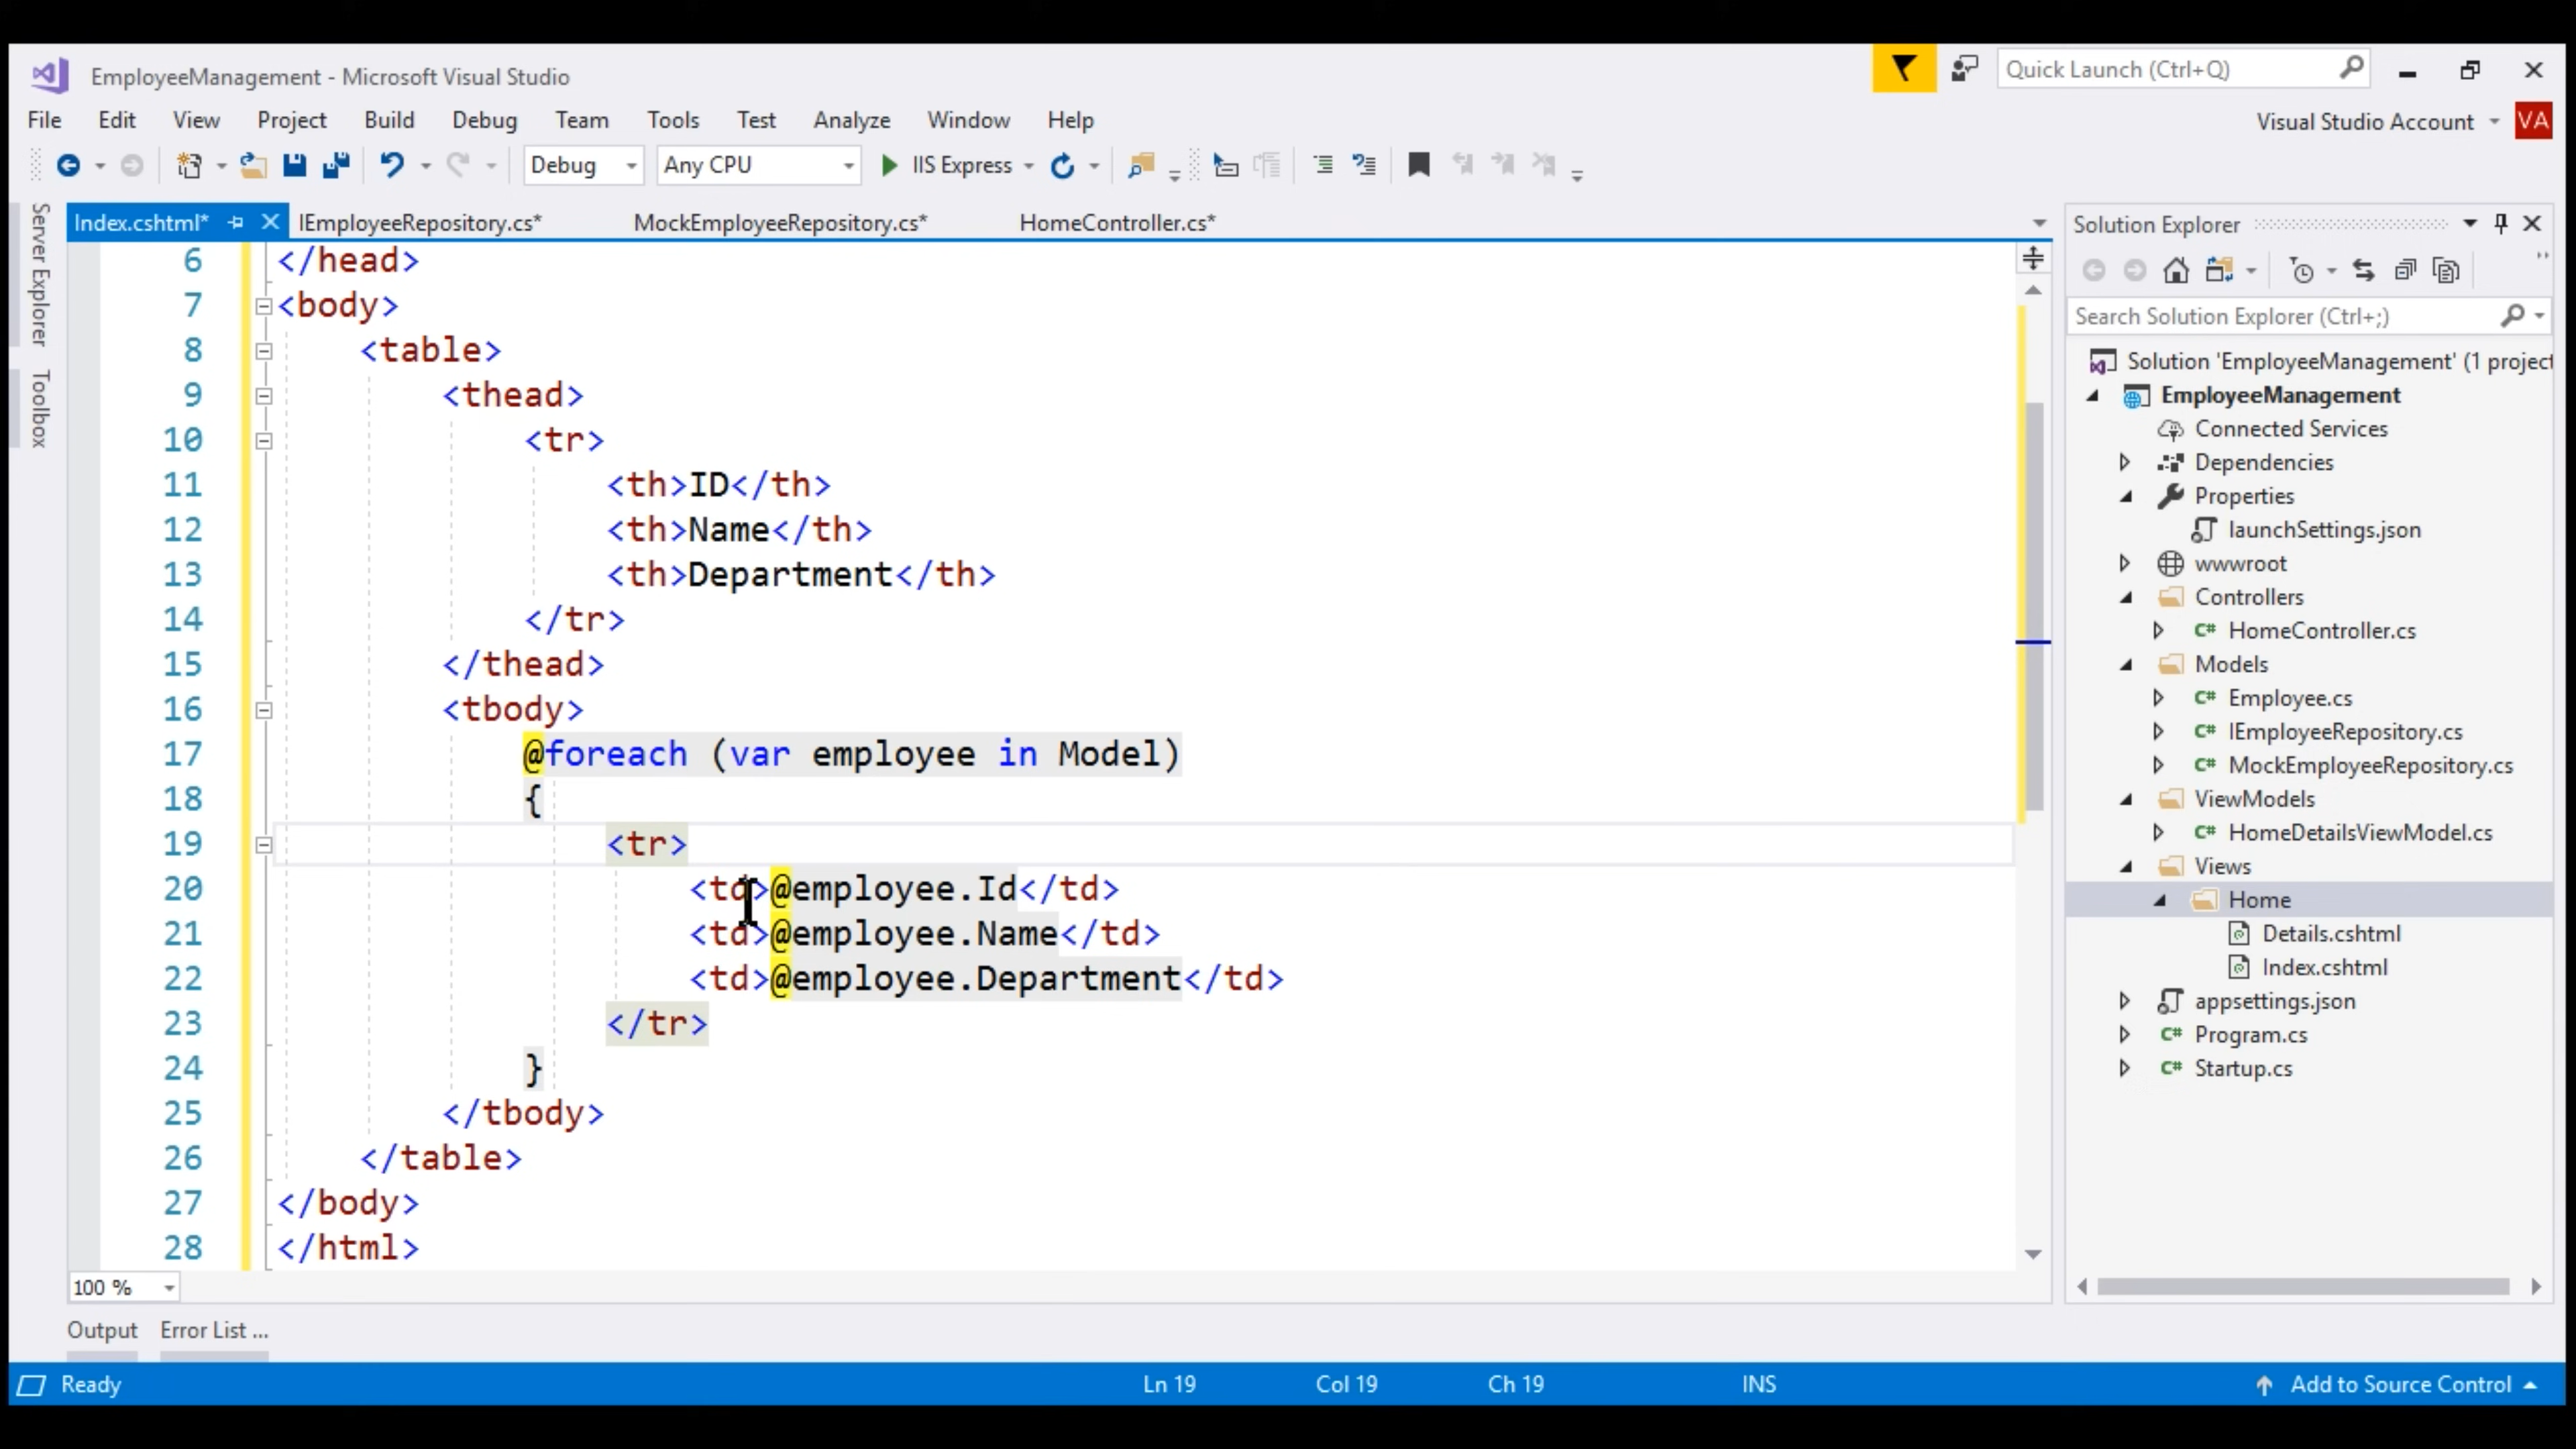 EmployeeManagement - Microsoft Visual Studio
Quick Launch (Ctrl+Q)
File Edit View Project Build Debug Team Tools Test Analyze Window Help
Visual Studio Account VA
Debug Any CPU IIS Express
Server Explorer
Toolbox
Index.cshtml* IEmployeeRepository.cs* MockEmployeeRepository.cs* HomeController.cs*
6 </head>
7 <body>
8 <table>
9 <thead>
10 <tr>
11 <th>ID</th>
12 <th>Name</th>
13 <th>Department</th>
14 </tr>
15 </thead>
16 <tbody>
17 @foreach (var employee in Model)
18 {
19 <tr>
20 <td>@employee.Id</td>
21 <td>@employee.Name</td>
22 <td>@employee.Department</td>
23 </tr>
24 }
25 </tbody>
26 </table>
27 </body>
28 </html>
100 %
Solution Explorer
Search Solution Explorer (Ctrl+;)
Solution 'EmployeeManagement' (1 project
EmployeeManagement
Connected Services
Dependencies
Properties
launchSettings.json
wwwroot
Controllers
C# HomeController.cs
Models
C# Employee.cs
C# IEmployeeRepository.cs
C# MockEmployeeRepository.cs
ViewModels
C# HomeDetailsViewModel.cs
Views
Home
Details.cshtml
Index.cshtml
appsettings.json
C# Program.cs
C# Startup.cs
Output Error List ...
Ready Ln 19 Col 19 Ch 19 INS Add to Source Control